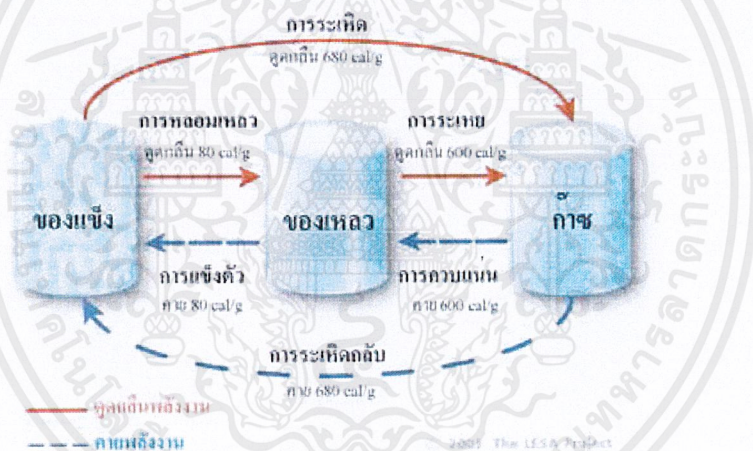 การระเหิด
ดูดกลืน 680 cal/g
การหลอมเหลว
ดูดกลืน 80 cal/g
การระเหย
ดูดกลืน 600 cal/g
ของแข็ง
ของเหลว
ก๊าซ
การแข็งตัว
คาย 80 cal/g
การควบแน่น
คาย 600 cal/g
การระเหิดกลับ
คาย 680 cal/g
ดูดกลืนพลังงาน
คายพลังงาน
2005 The LESA Project